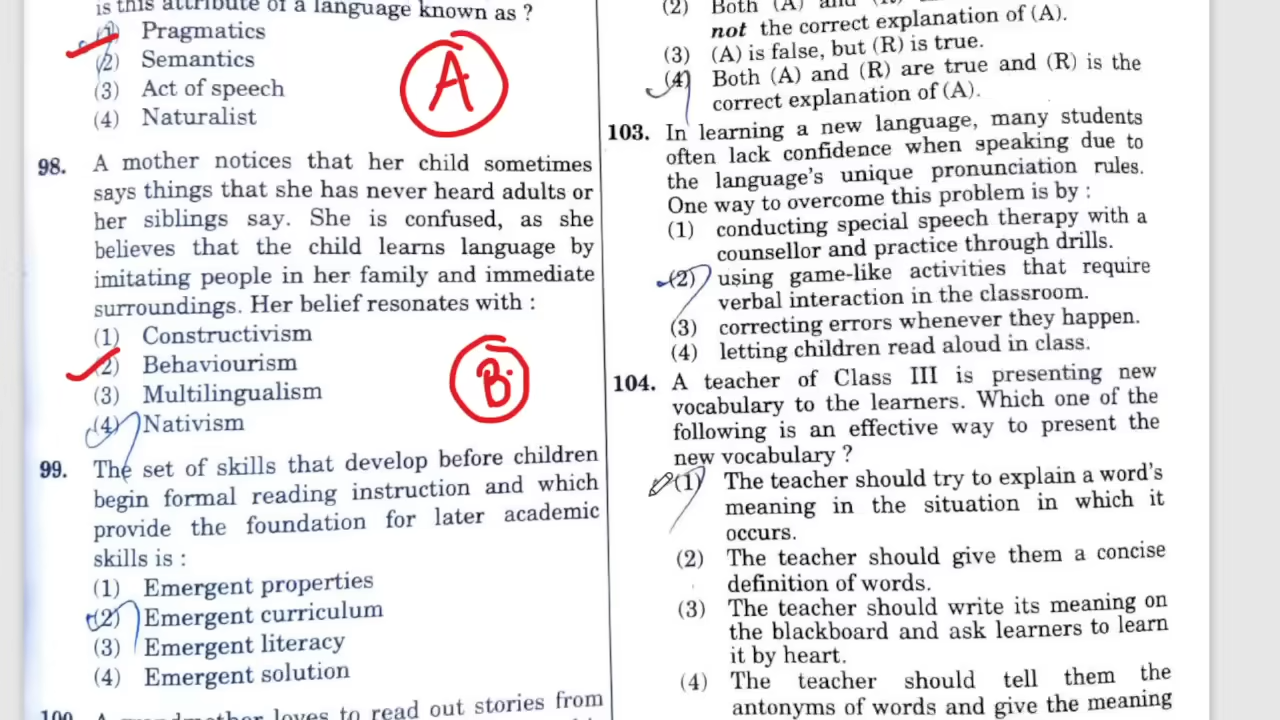 is this attribute of a language known as ?
(1) Pragmatics
(2) Semantics
(3) Act of speech
(4) Naturalist
A
98. A mother notices that her child sometimes
says things that she has never heard adults or
her siblings say. She is confused, as she
believes that the child learns language by
imitating people in her family and immediate
surroundings. Her belief resonates with :
(1) Constructivism
(2) Behaviourism
(3) Multilingualism
(4) Nativism
B
99. The set of skills that develop before children
begin formal reading instruction and which
provide the foundation for later academic
skills is :
(1) Emergent properties
(2) Emergent curriculum
(3) Emergent literacy
(4) Emergent solution
100. A grandmother loves to read out stories from
(2) Both (A) and (R)
not the correct explanation of (A).
(3) (A) is false, but (R) is true.
(4) Both (A) and (R) are true and (R) is the
correct explanation of (A).
103. In learning a new language, many students
often lack confidence when speaking due to
the language's unique pronunciation rules.
One way to overcome this problem is by :
(1) conducting special speech therapy with a
counsellor and practice through drills.
(2) using game-like activities that require
verbal interaction in the classroom.
(3) correcting errors whenever they happen.
(4) letting children read aloud in class.
104. A teacher of Class III is presenting new
vocabulary to the learners. Which one of the
following is an effective way to present the
new vocabulary ?
(1) The teacher should try to explain a word's
meaning in the situation in which it
occurs.
(2) The teacher should give them a concise
definition of words.
(3) The teacher should write its meaning on
the blackboard and ask learners to learn
it by heart.
(4) The teacher should tell them the
antonyms of words and give the meaning